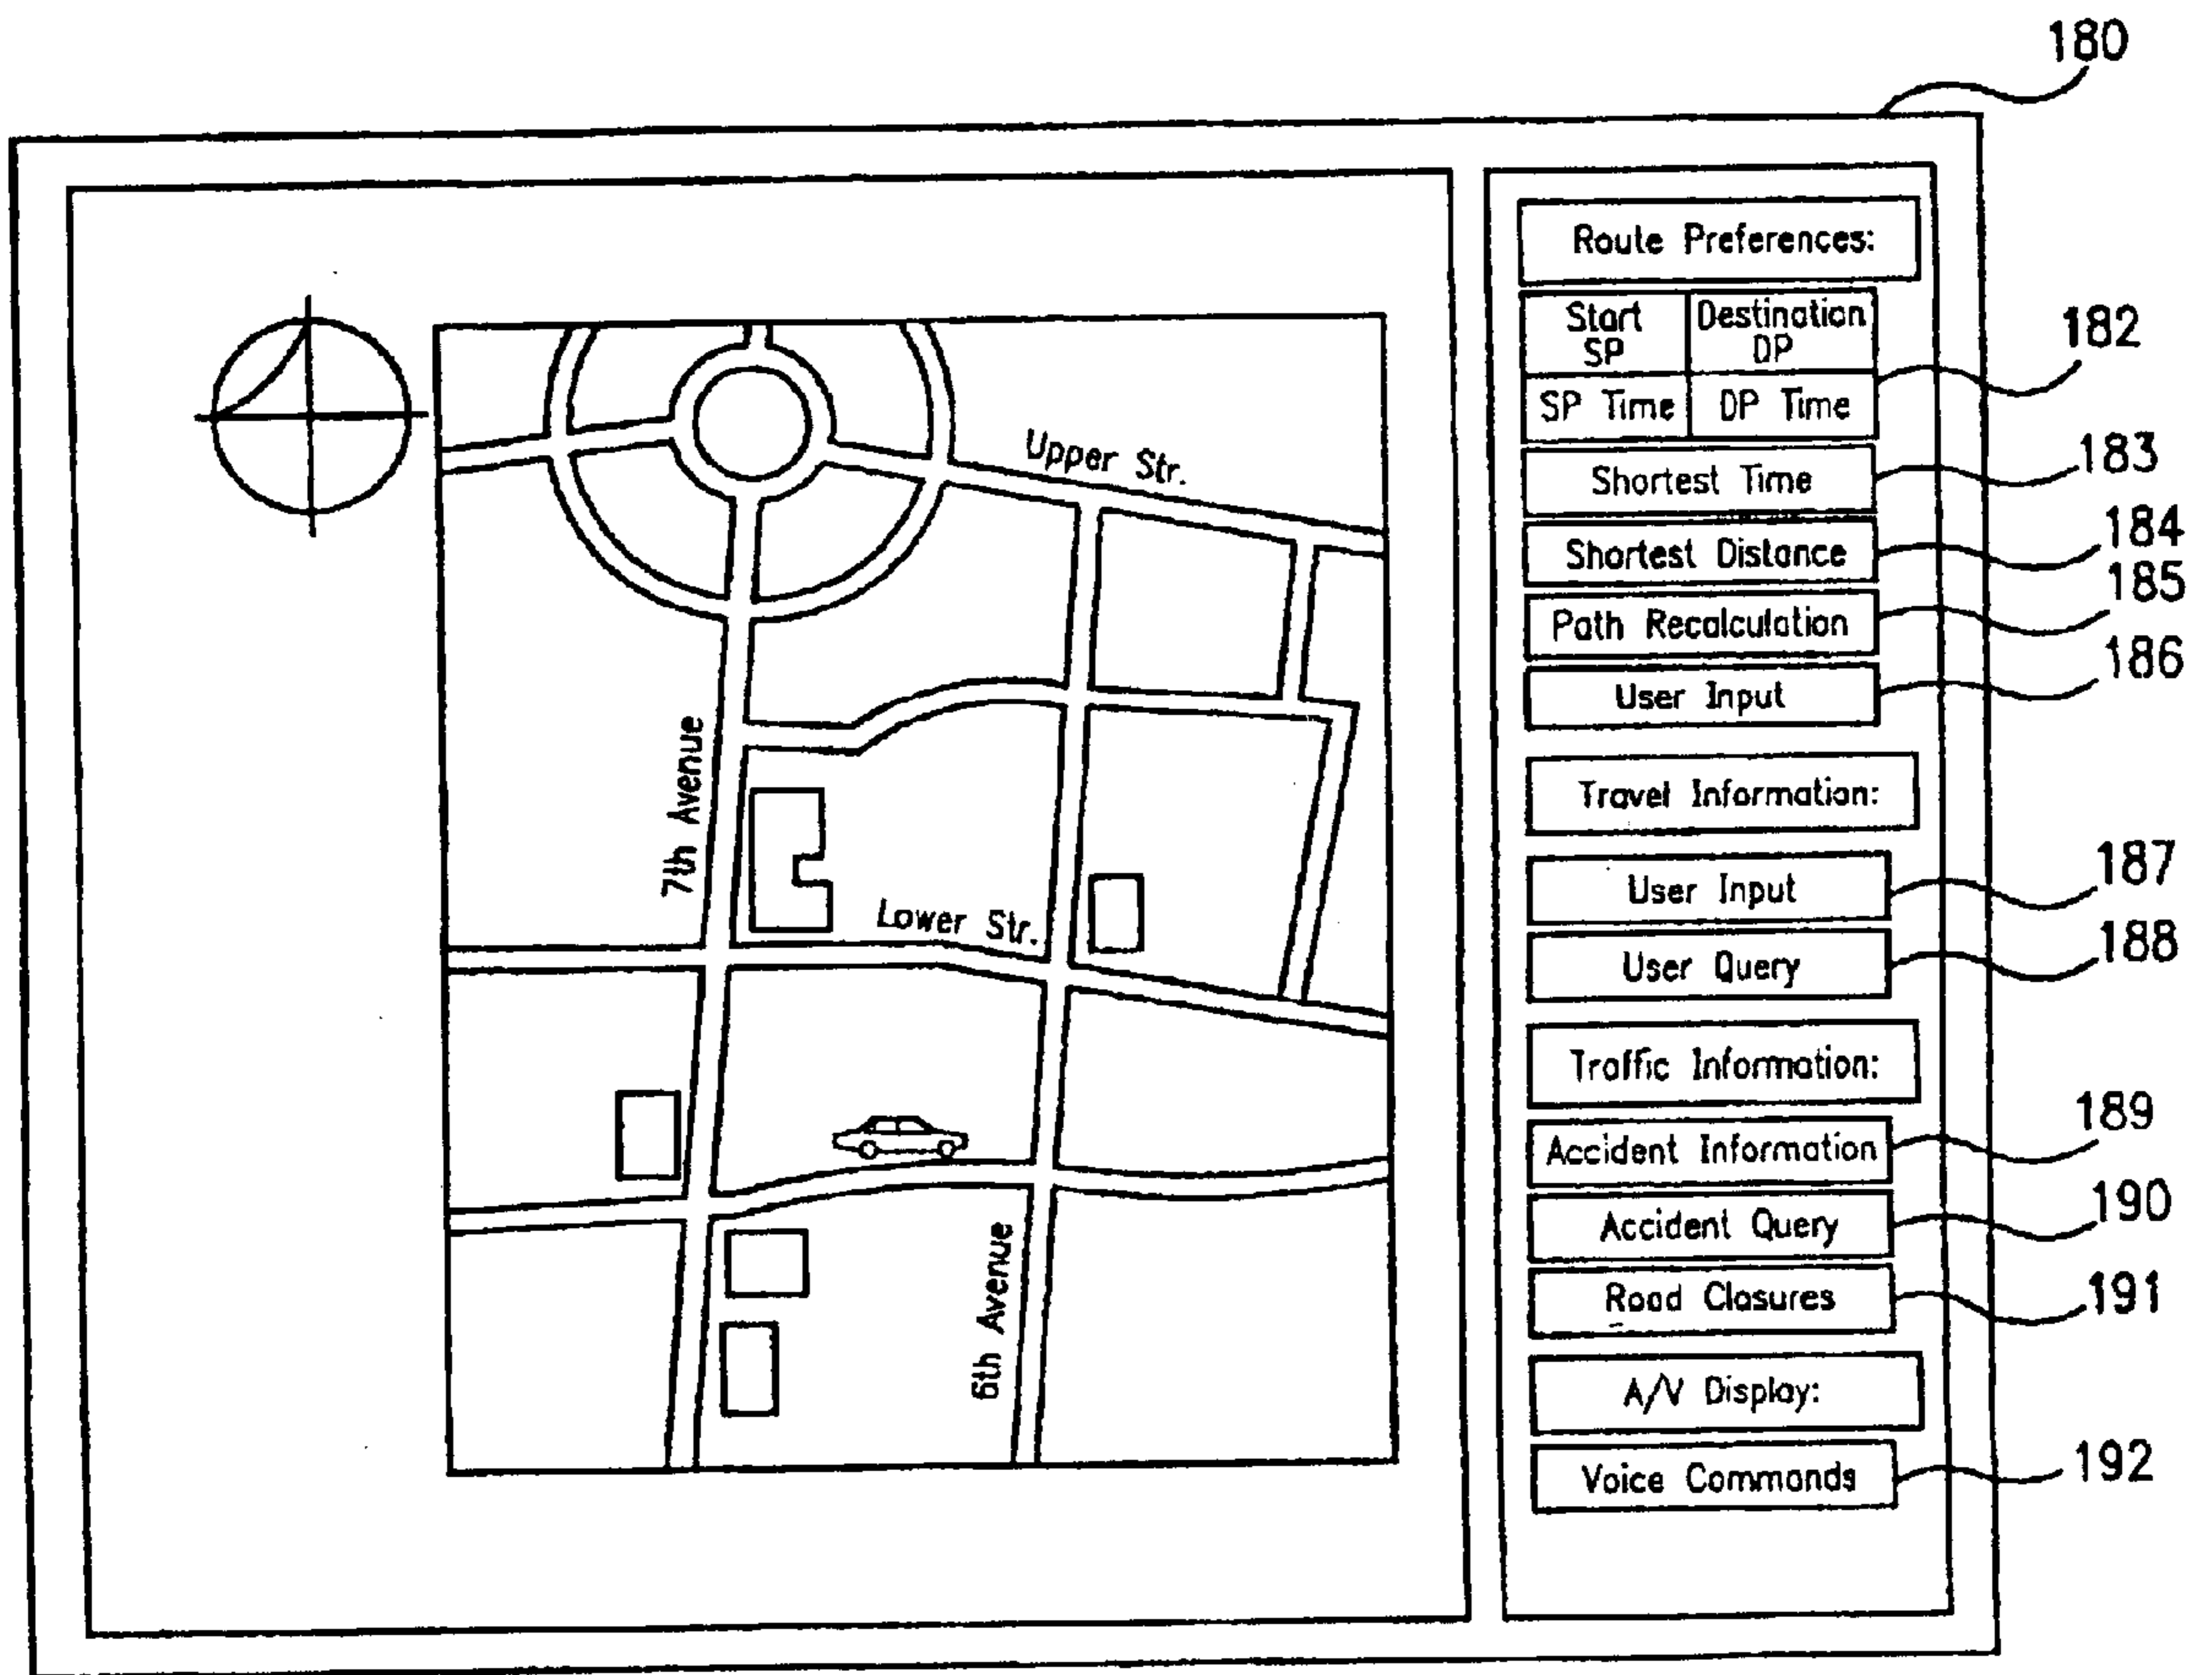 180
Route Preferences:
Start
SP
Destination
DP
182
SP Time
DP Time
Shortest Time
183
Shortest Distance
184
Path Recalculation
185
User Input
186
Travel Information:
User Input
187
User Query
188
Traffic Information:
Accident Information
189
Accident Query
190
Road Closures
191
A/V Display:
Voice Commands
192
Upper Str.
7th Avenue
Lower Str.
6th Avenue